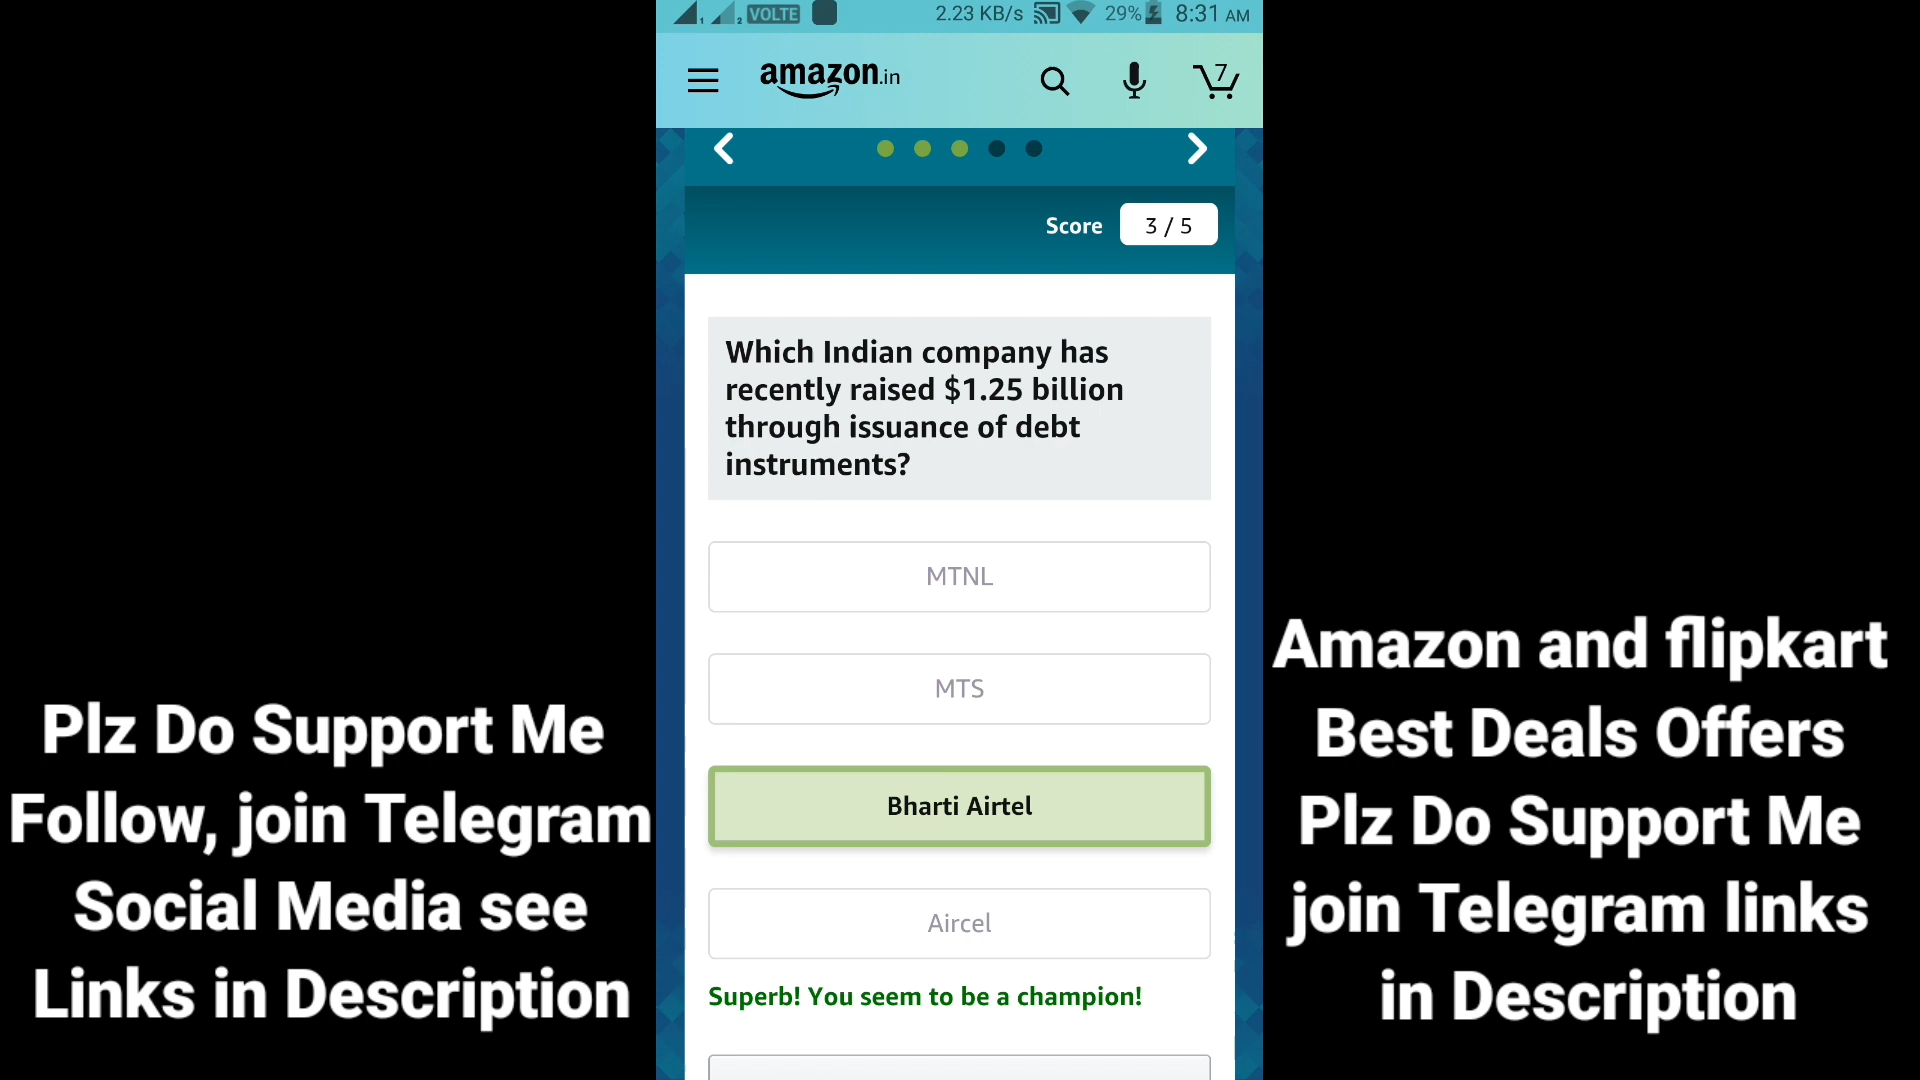 1 2 VOLTE 2.23 KB/s 29% 8:31 AM
amazon.in 7
Score 3 / 5
Which Indian company has
recently raised $1.25 billion
through issuance of debt
instruments?
MTNL
MTS
Bharti Airtel
Aircel
Superb! You seem to be a champion!
Plz Do Support Me
Follow, join Telegram
Social Media see
Links in Description
Amazon and flipkart
Best Deals Offers
Plz Do Support Me
join Telegram links
in Description